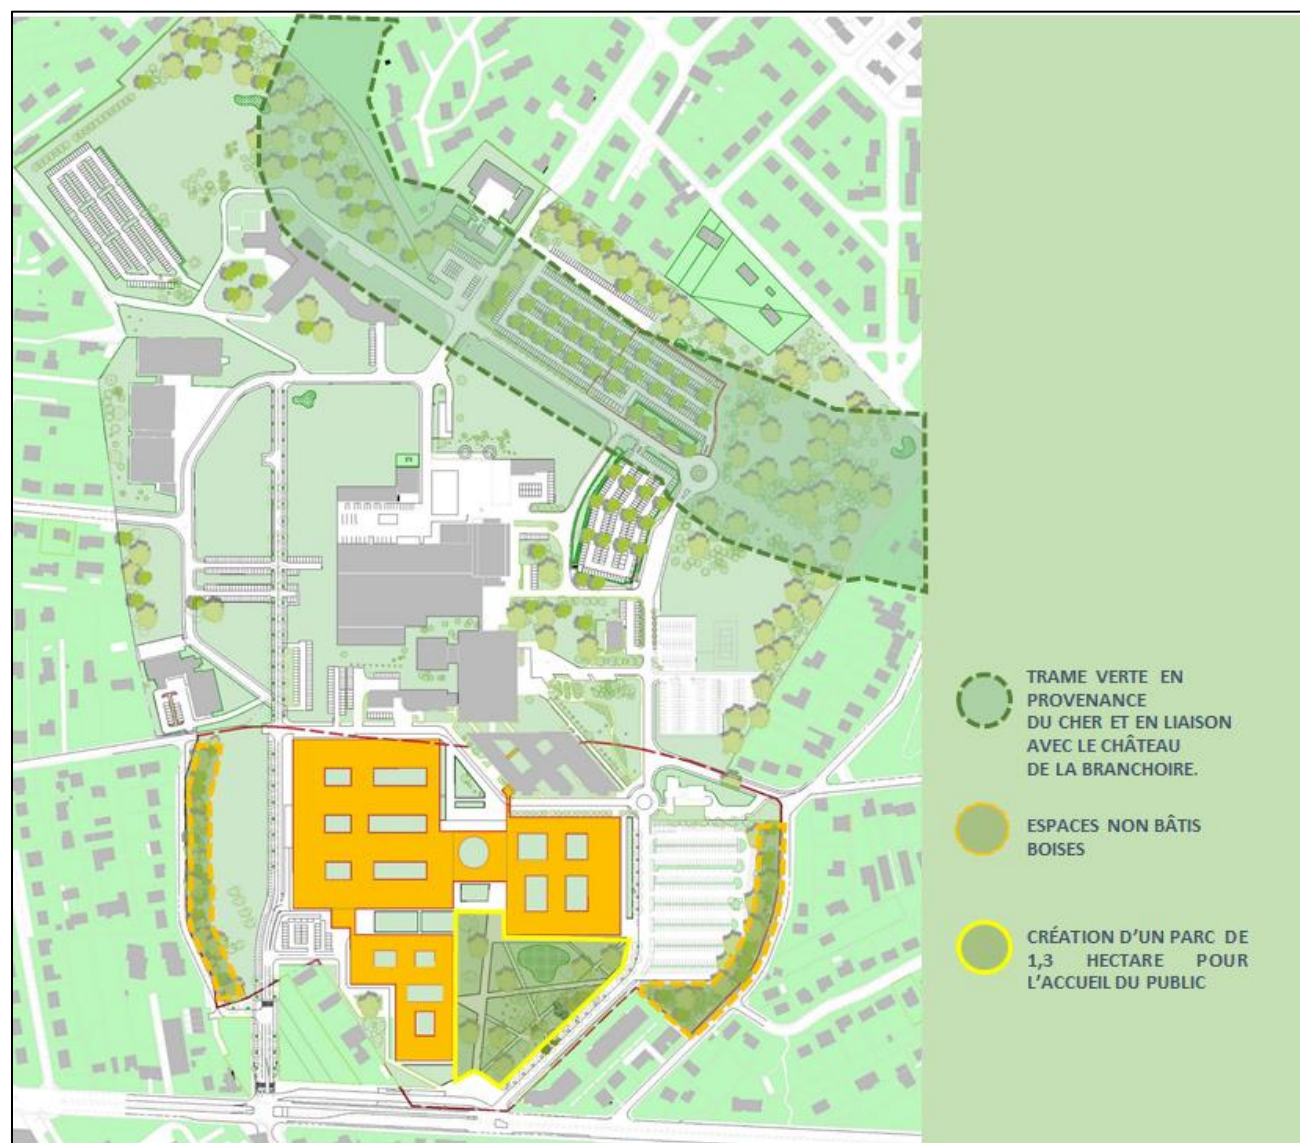 TRAME VERTE EN
PROVENANCE
DU CHER ET EN LIAISON
AVEC LE CHÂTEAU
DE LA BRANCHOIRE.
ESPACES NON BÂTIS
BOISES
CRÉATION D'UN PARC DE
1,3 HECTARE POUR
L'ACCUEIL DU PUBLIC